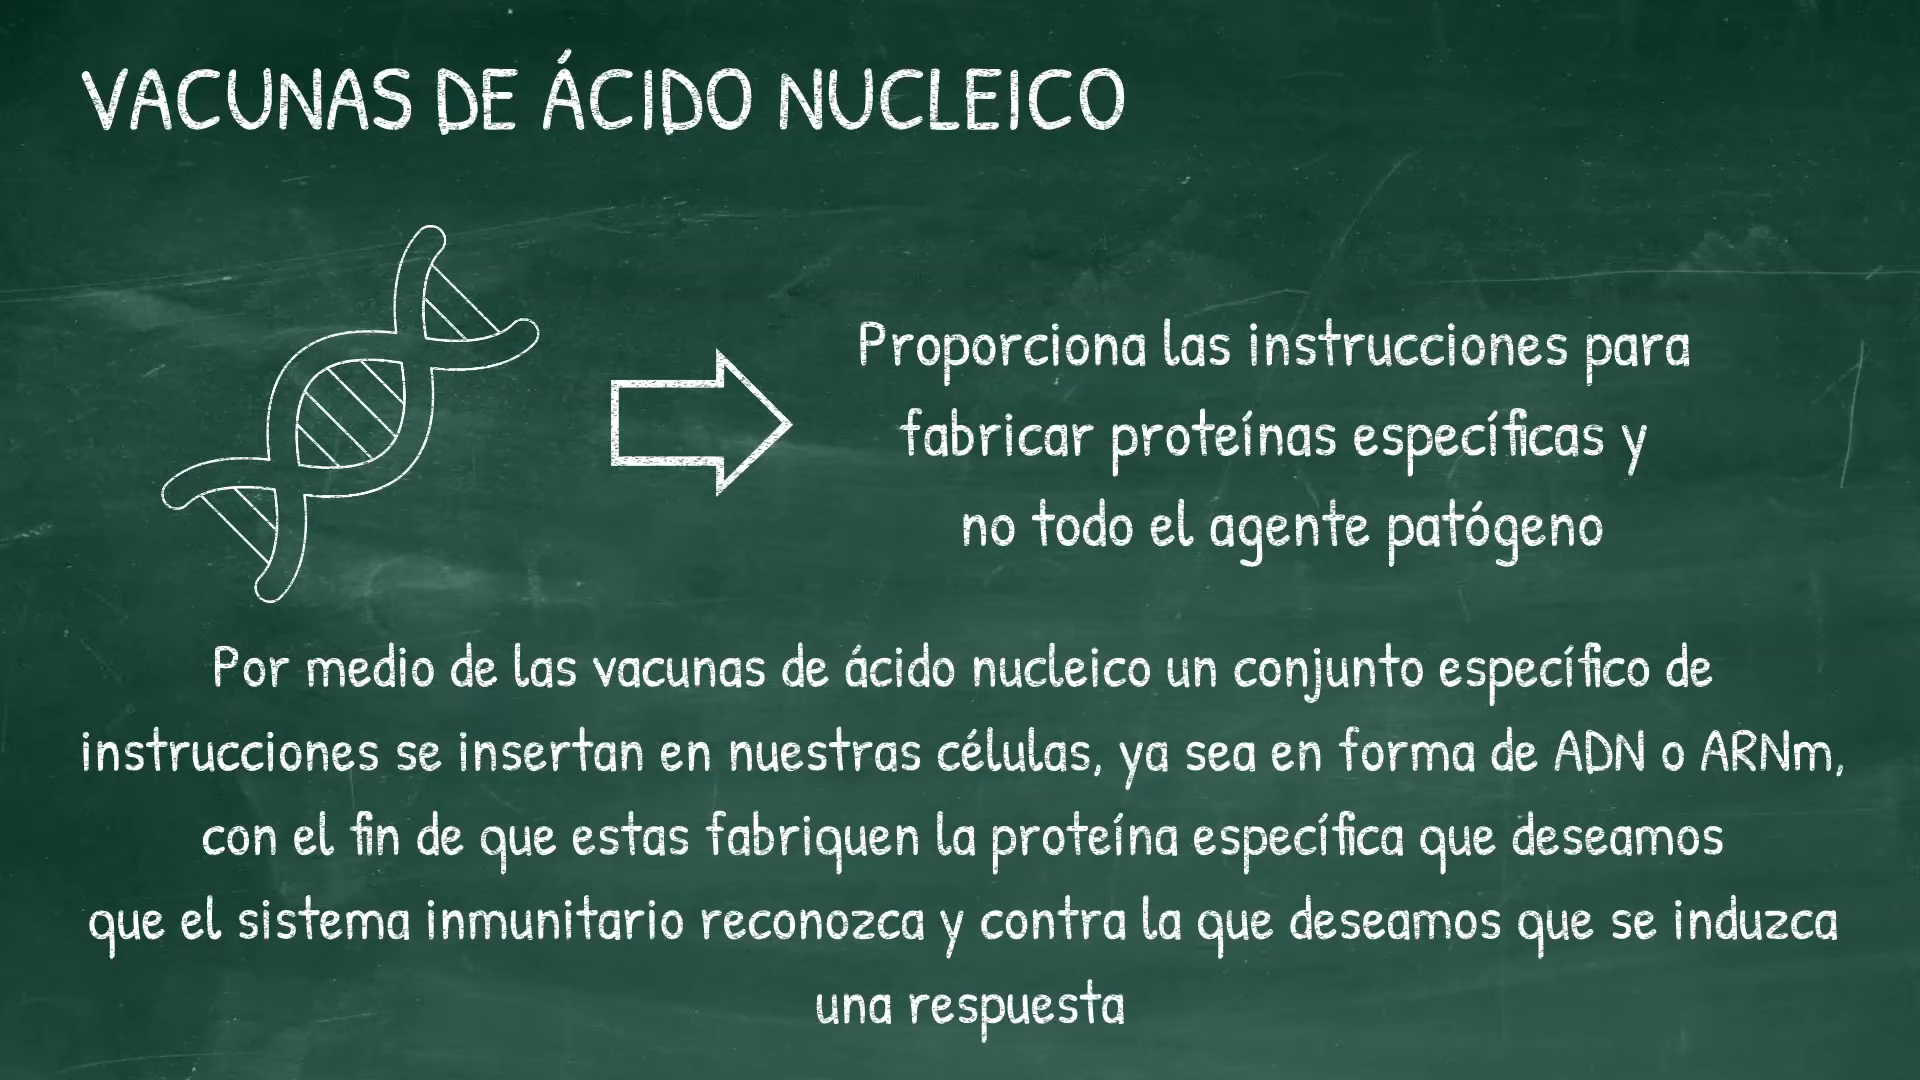 VACUNAS DE ÁCIDO NUCLEICO
Proporciona las instrucciones para
fabricar proteínas específicas y
no todo el agente patógeno
Por medio de las vacunas de ácido nucleico un conjunto específico de
instrucciones se insertan en nuestras células, ya sea en forma de ADN o ARNm,
con el fin de que estas fabriquen la proteína específica que deseamos
que el sistema inmunitario reconozca y contra la que deseamos que se induzca
una respuesta